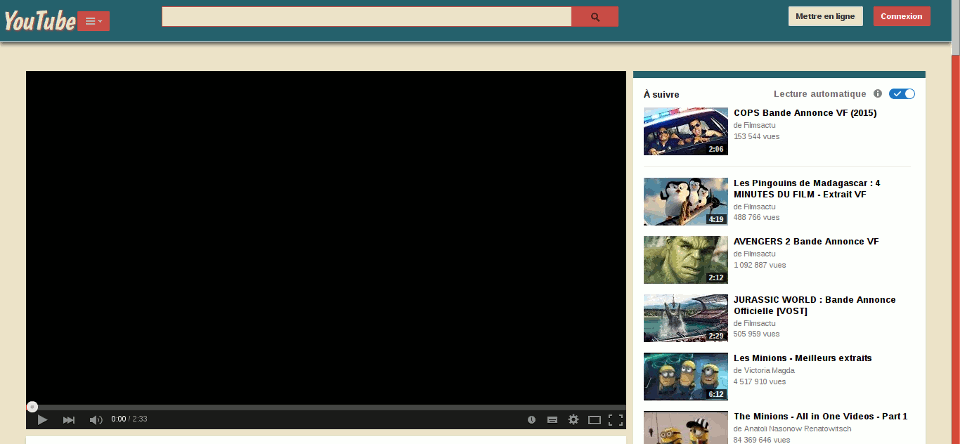 YouTube
Mettre en ligne
Connexion
À suivre
Lecture automatique
COPS Bande Annonce VF (2015)
de Filmsactu
153 544 vues
2:06
Les Pingouins de Madagascar : 4
MINUTES DU FILM - Extrait VF
de Filmsactu
488 766 vues
4:19
AVENGERS 2 Bande Annonce VF
de Filmsactu
1 092 887 vues
2:12
JURASSIC WORLD : Bande Annonce
Officielle [VOST]
de Filmsactu
505 959 vues
2:29
Les Minions - Meilleurs extraits
de Victoria Magda
4 517 910 vues
6:12
The Minions - All in One Videos - Part 1
de Anatoli Nasonow Renatowitsch
84 369 646 vues
0:00 / 2:33